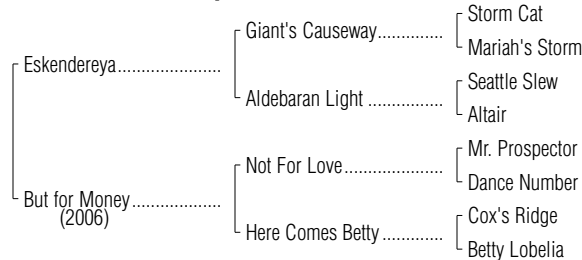 Storm Cat
Giant's Causeway..............
Mariah's Storm
Eskendereya......................
Seattle Slew
Aldebaran Light ...............
Altair
Mr. Prospector
Not For Love....................
Dance Number
But for Money...................
(2006)
Cox's Ridge
Here Comes Betty .............
Betty Lobelia